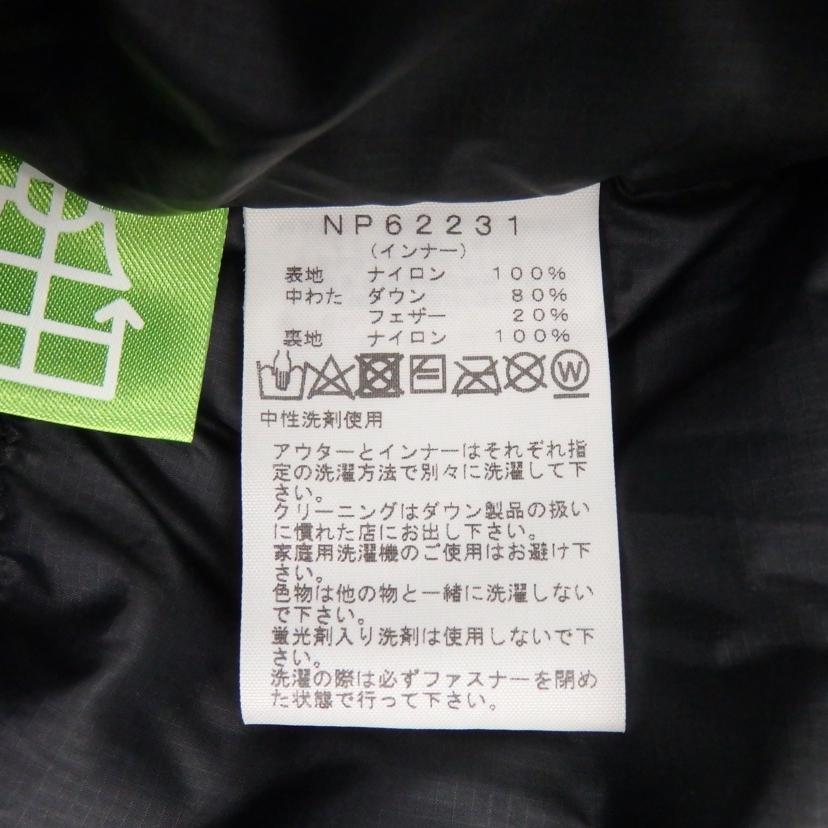 NP62231
（インナー）
表地 ナイロン 100%
中わた ダウン 80%
フェザー 20%
裏地 ナイロン 100%
W
中性洗剤使用
アウターとインナーはそれぞれ指
定の洗濯方法で別々に洗濯して下
さい。
クリーニングはダウン製品の扱い
に慣れた店にお出し下さい。
家庭用洗濯機のご使用はお避け下
さい。
色物は他の物と一緒に洗濯しない
で下さい。
蛍光剤入り洗剤は使用しないで下
さい。
洗濯の際は必ずファスナーを閉め
た状態で行って下さい。